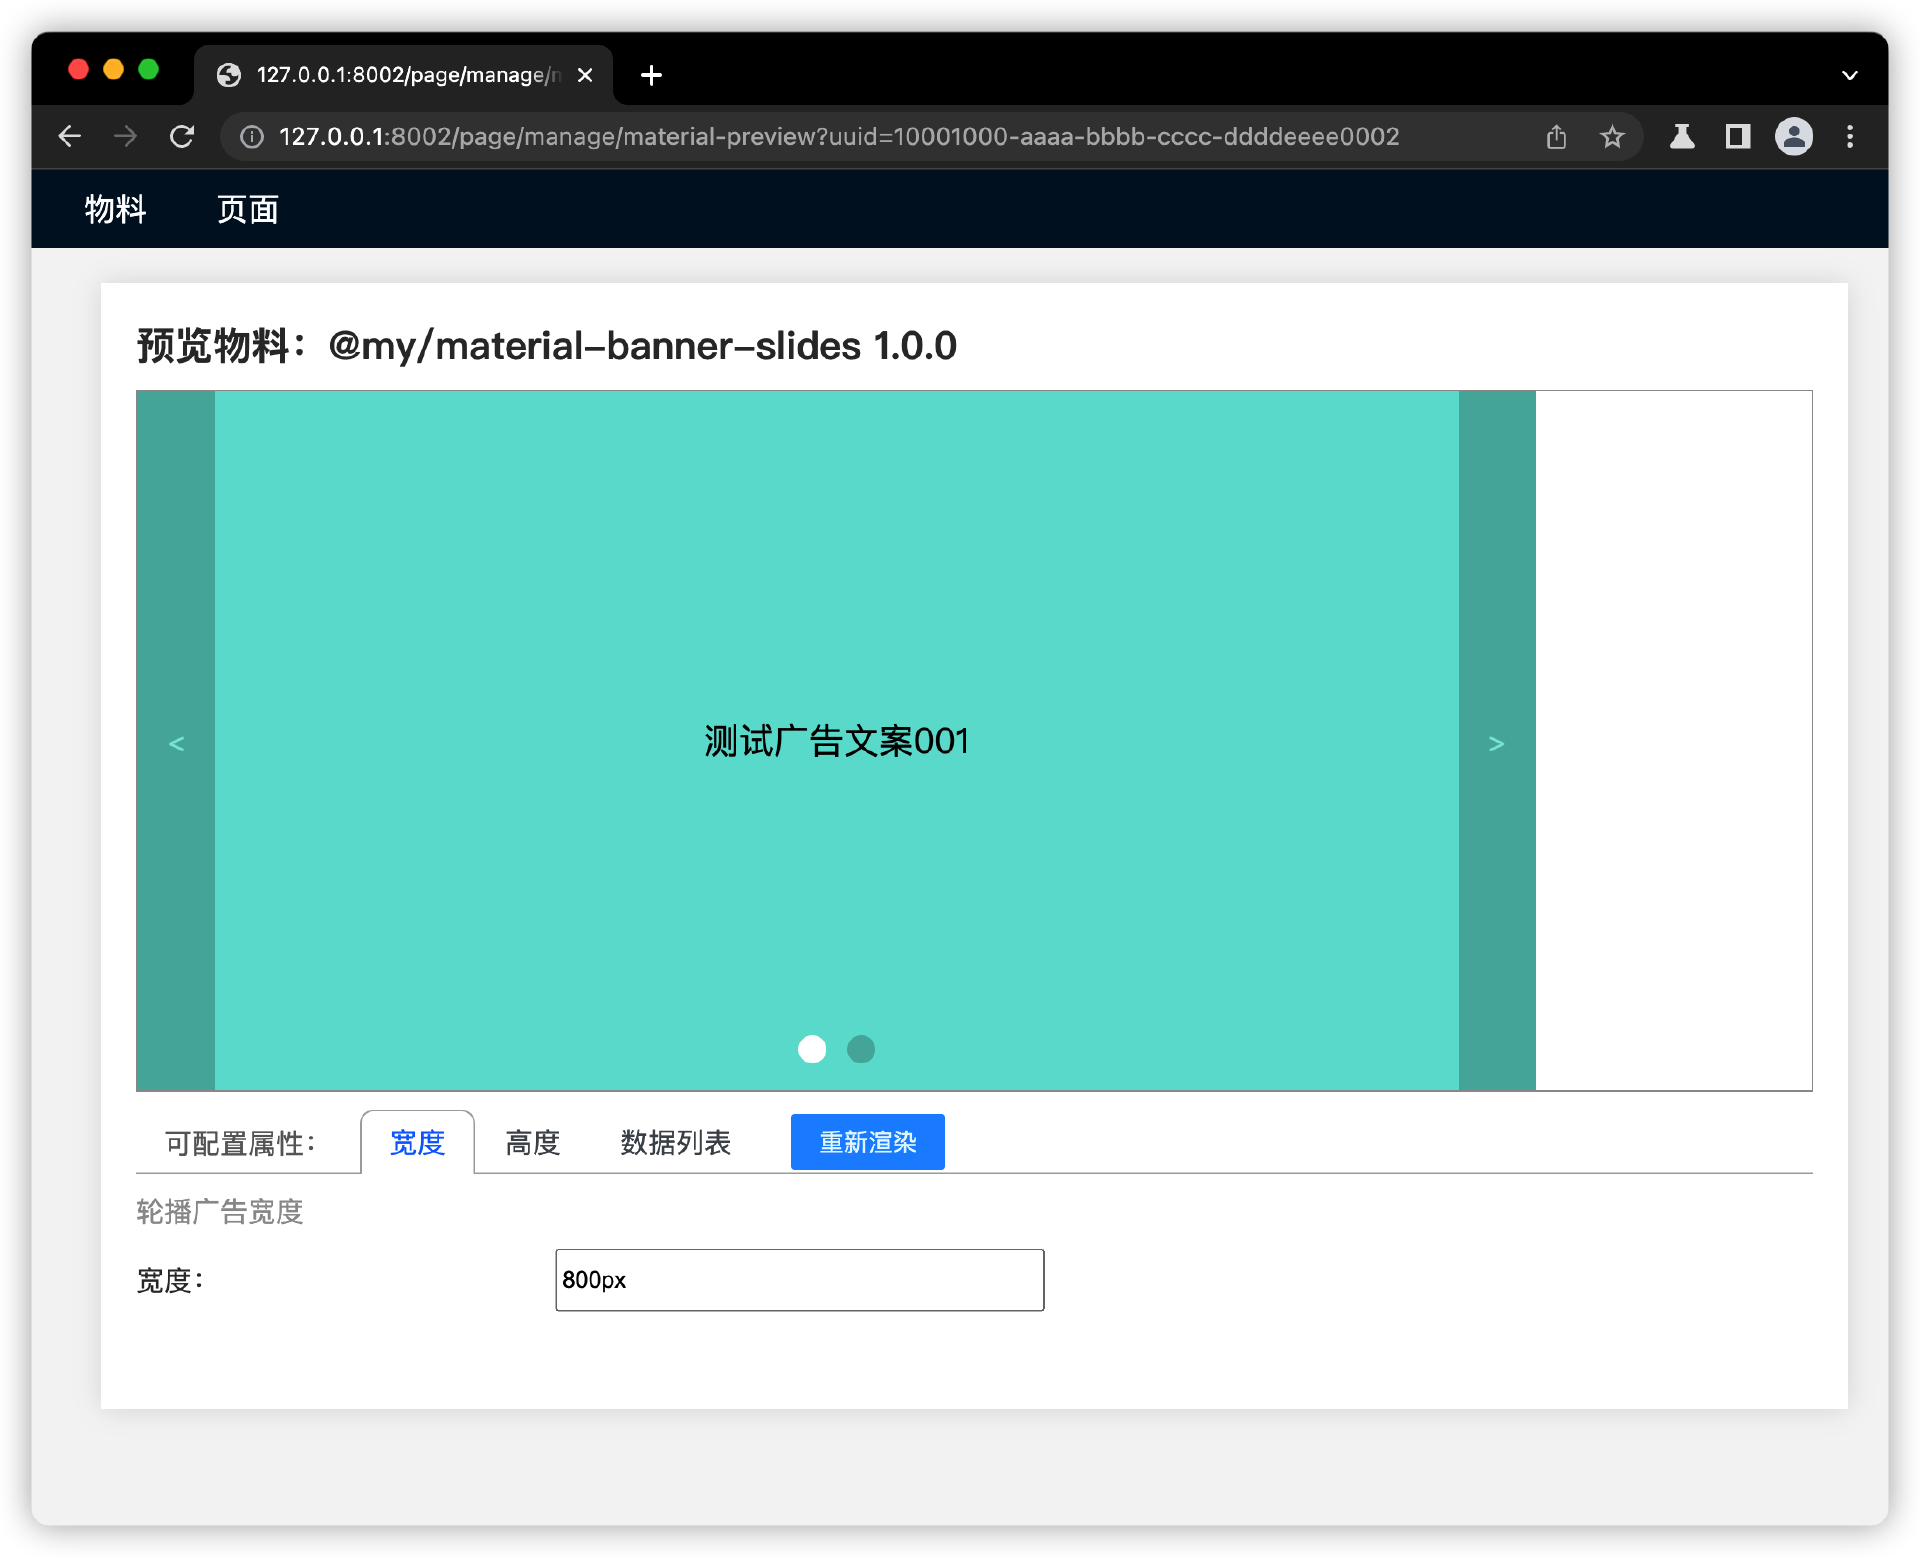 127.0.0.1:8002/page/manage/
127.0.0.1:8002/page/manage/material-preview?uuid=10001000-aaaa-bbbb-cccc-ddddeeee0002
物料 页面
预览物料：@my/material-banner-slides 1.0.0
< 测试广告文案001 >
可配置属性： 宽度 高度 数据列表 重新渲染
轮播广告宽度
宽度： 800px